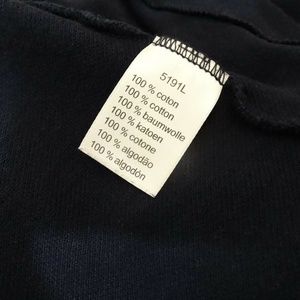 5191L
100 % coton
100 % cotton
100 % baumwolle
100 % katoen
100 % cotone
100 % algodão
100 % algodón